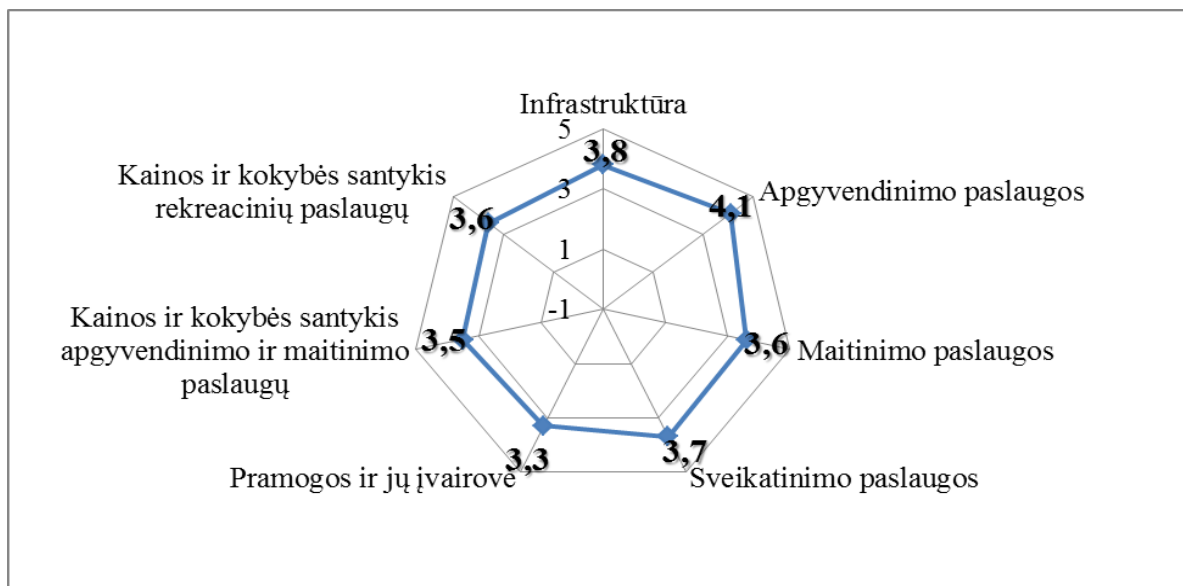 Infrastruktūra
5
3,8
Kainos ir kokybės santykis
rekreacinių paslaugų
3
Apgyvendinimo paslaugos
4,1
3,6
1
-1
Kainos ir kokybės santykis
apgyvendinimo ir maitinimo
paslaugų
3,5
3,6
Maitinimo paslaugos
3,7
3,3
Pramogos ir jų įvairovė
Sveikatinimo paslaugos